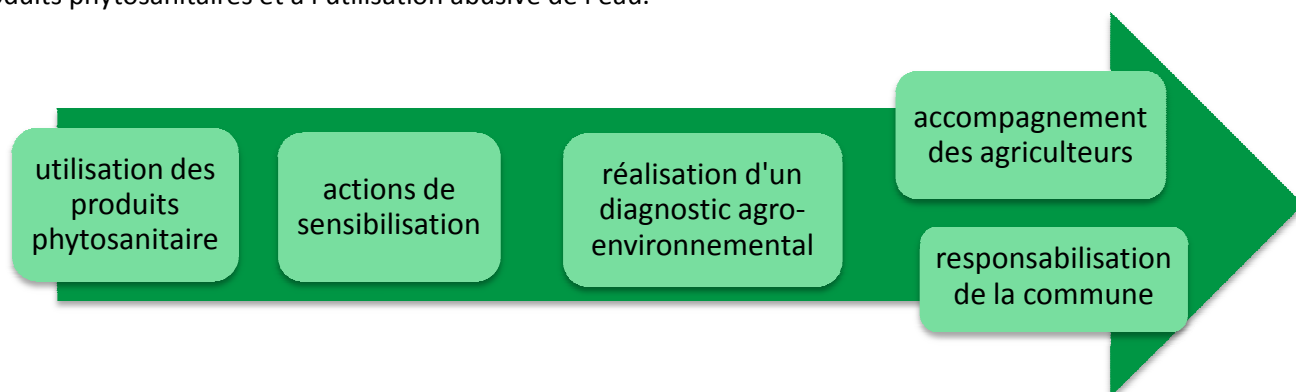 produits phytosanitaires et à l'utilisation abusive de l'eau.
utilisation des
produits
phytosanitaire
actions de
sensibilisation
réalisation d'un
diagnostic agro-
environnemental
accompagnement
des agriculteurs
responsabilisation
de la commune